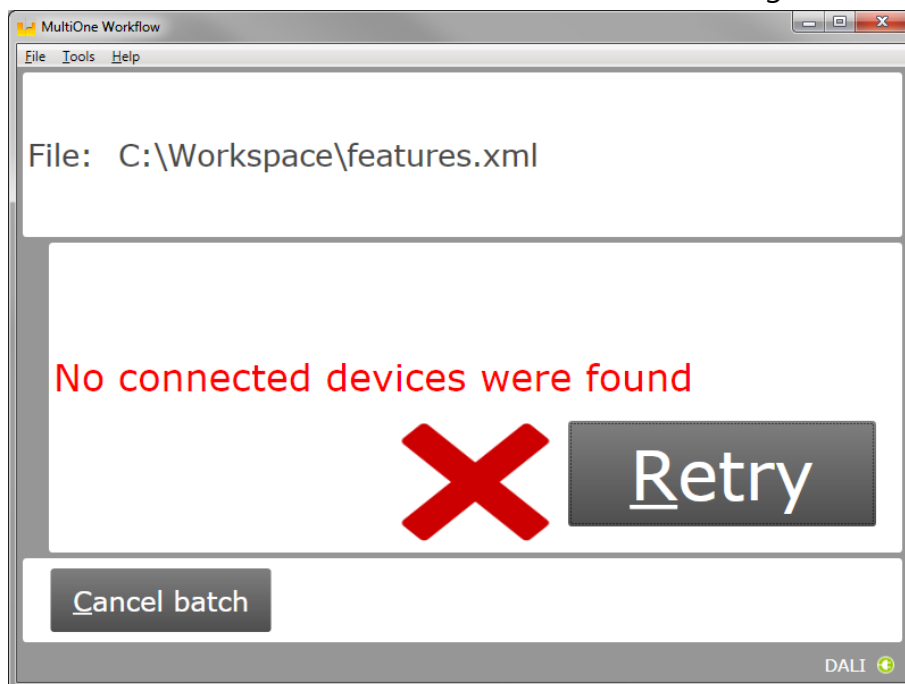 MultiOne Workflow
File Tools Help
File: C:\Workspace\features.xml
No connected devices were found
Retry
Cancel batch
DALI